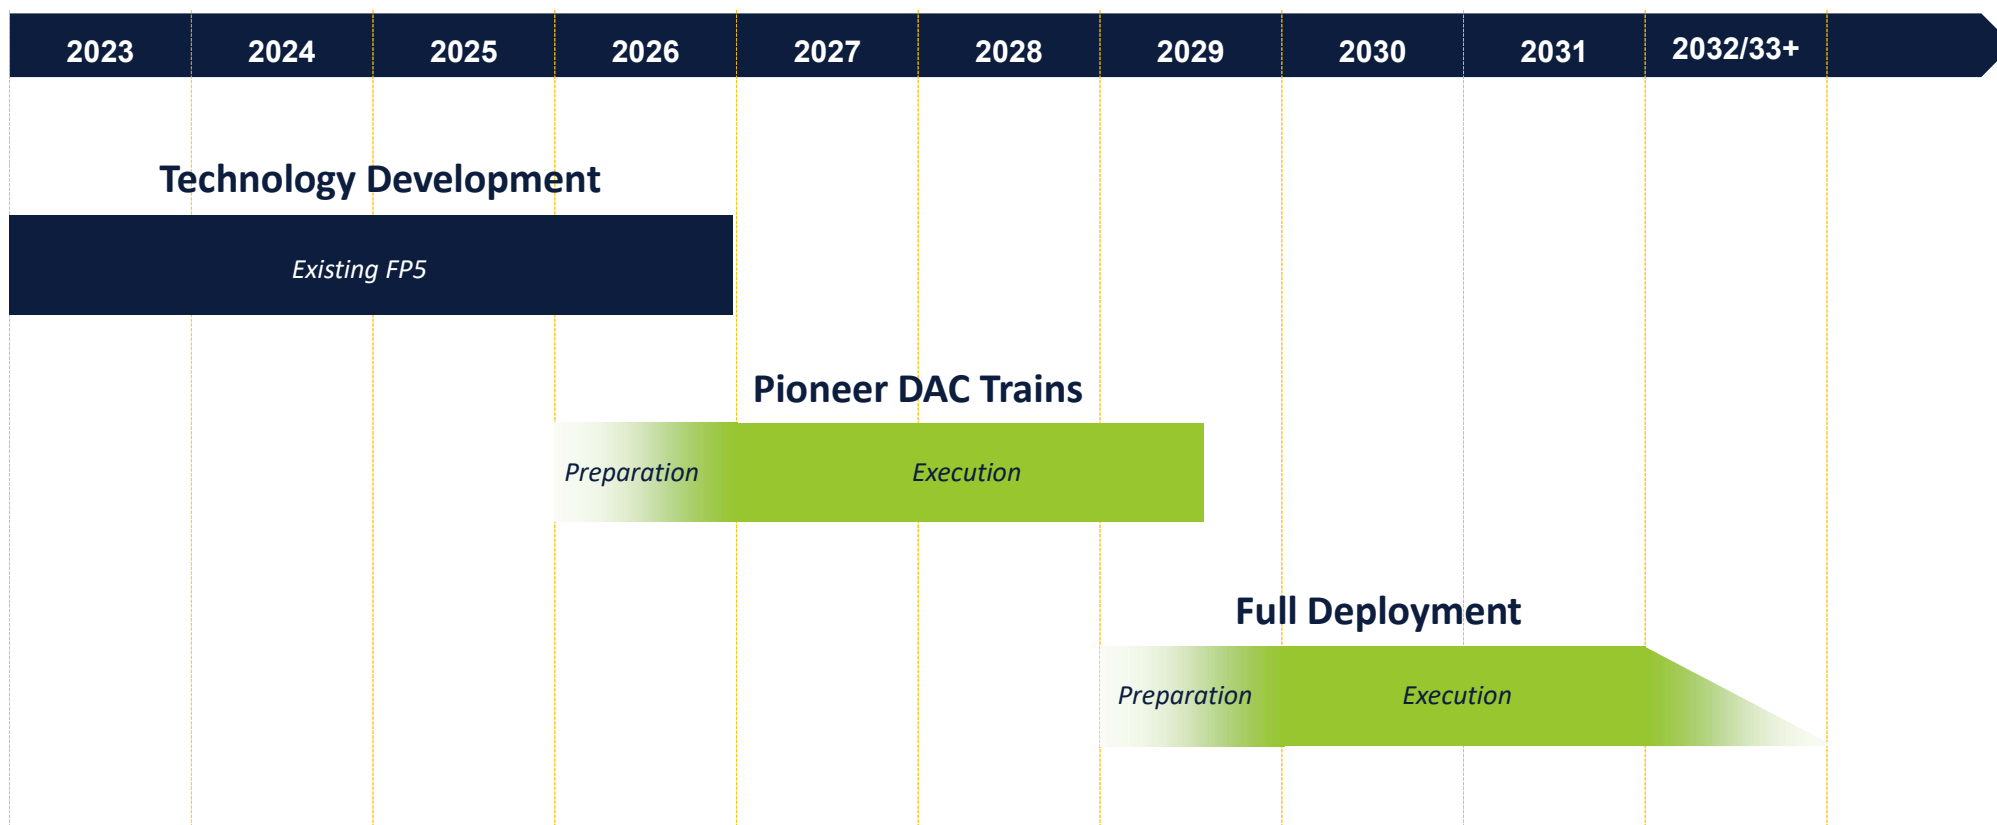 2023 2024 2025 2026 2027 2028 2029 2030 2031 2032/33+
Technology Development
Existing FP5
Pioneer DAC Trains
Preparation Execution
Full Deployment
Preparation Execution